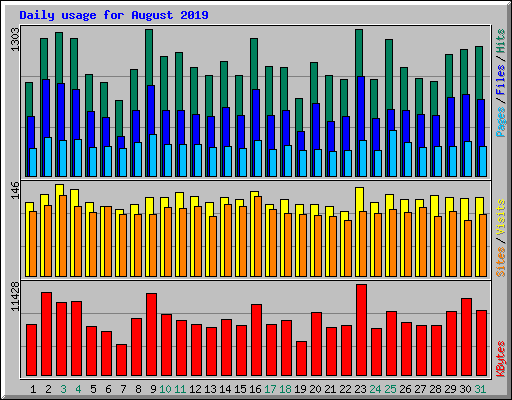 Daily usage for August 2019
1303
Pages / Files / Hits
146
Sites / Visits
11428
KBytes
1 2 3 4 5 6 7 8 9 10 11 12 13 14 15 16 17 18 19 20 21 22 23 24 25 26 27 28 29 30 31